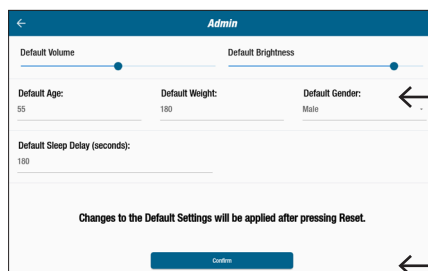 Admin
Default Volume Default Brightness
Default Age: Default Weight: Default Gender:
55 180 Male
Default Sleep Delay (seconds):
180
Changes to the Default Settings will be applied after pressing Reset.
Confirm